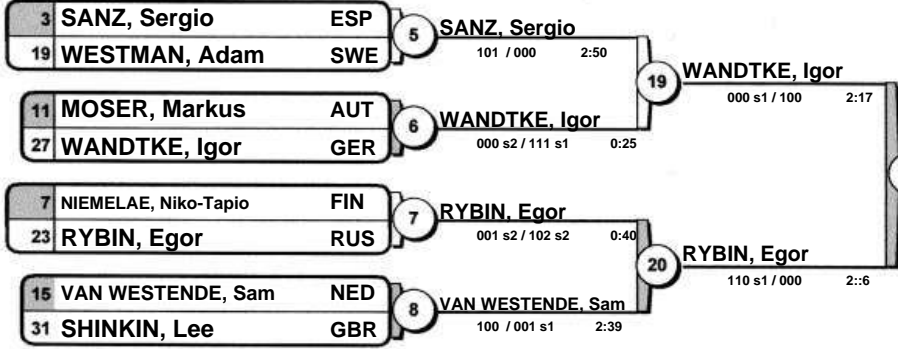 3 SANZ, Sergio ESP
19 WESTMAN, Adam SWE
5 SANZ, Sergio
101 / 000 2:50
11 MOSER, Markus AUT
27 WANDTKE, Igor GER
6 WANDTKE, Igor
000 s2 / 111 s1 0:25
19 WANDTKE, Igor
000 s1 / 100 2:17
7 NIEMELAE, Niko-Tapio FIN
23 RYBIN, Egor RUS
7 RYBIN, Egor
001 s2 / 102 s2 0:40
15 VAN WESTENDE, Sam NED
31 SHINKIN, Lee GBR
8 VAN WESTENDE, Sam
100 / 001 s1 2:39
20 RYBIN, Egor
110 s1 / 000 2::6